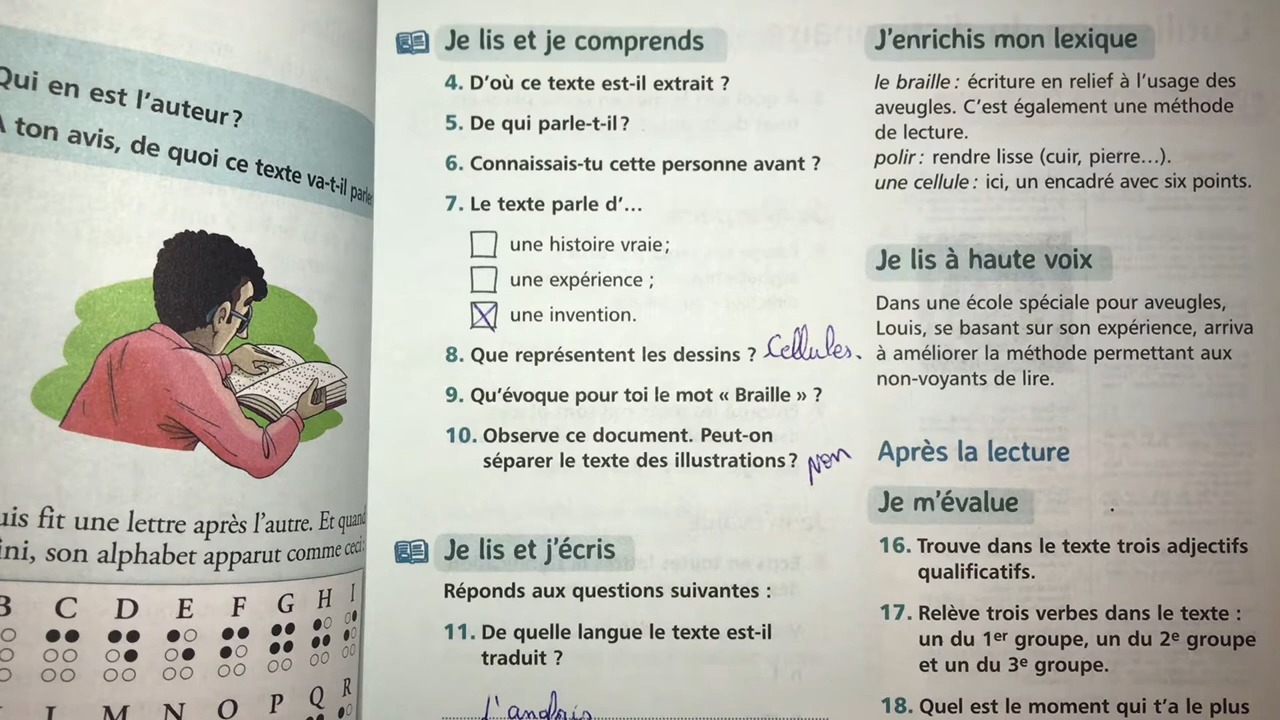 Qui en est l'auteur ?
A ton avis, de quoi ce texte va-t-il parler
uis fit une lettre après l'autre. Et quand
ini, son alphabet apparut comme ceci:
B C D E F G H I
M N O P Q R
Je lis et je comprends
4. D'où ce texte est-il extrait ?
5. De qui parle-t-il ?
6. Connaissais-tu cette personne avant ?
7. Le texte parle d'...
une histoire vraie ;
une expérience ;
une invention.
8. Que représentent les dessins ? Cellules.
9. Qu'évoque pour toi le mot « Braille » ?
10. Observe ce document. Peut-on
séparer le texte des illustrations ? Non
Je lis et j'écris
Réponds aux questions suivantes :
11. De quelle langue le texte est-il
traduit ?
l'anglais
J'enrichis mon lexique
le braille : écriture en relief à l'usage des
aveugles. C'est également une méthode
de lecture.
polir : rendre lisse (cuir, pierre...).
une cellule : ici, un encadré avec six points.
Je lis à haute voix
Dans une école spéciale pour aveugles,
Louis, se basant sur son expérience, arriva
à améliorer la méthode permettant aux
non-voyants de lire.
Après la lecture
Je m'évalue
16. Trouve dans le texte trois adjectifs
qualificatifs.
17. Relève trois verbes dans le texte :
un du 1er groupe, un du 2e groupe
et un du 3e groupe.
18. Quel est le moment qui t'a le plus